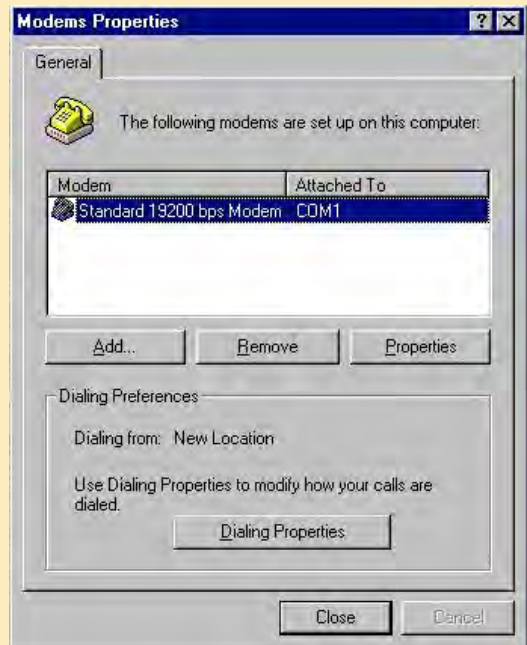 Modems Properties
General
The following modems are set up on this computer:
Modem Attached To
Standard 19200 bps Modem COM1
Add... Remove Properties
Dialing Preferences
Dialing from: New Location
Use Dialing Properties to modify how your calls are
dialed.
Dialing Properties
Close Cancel